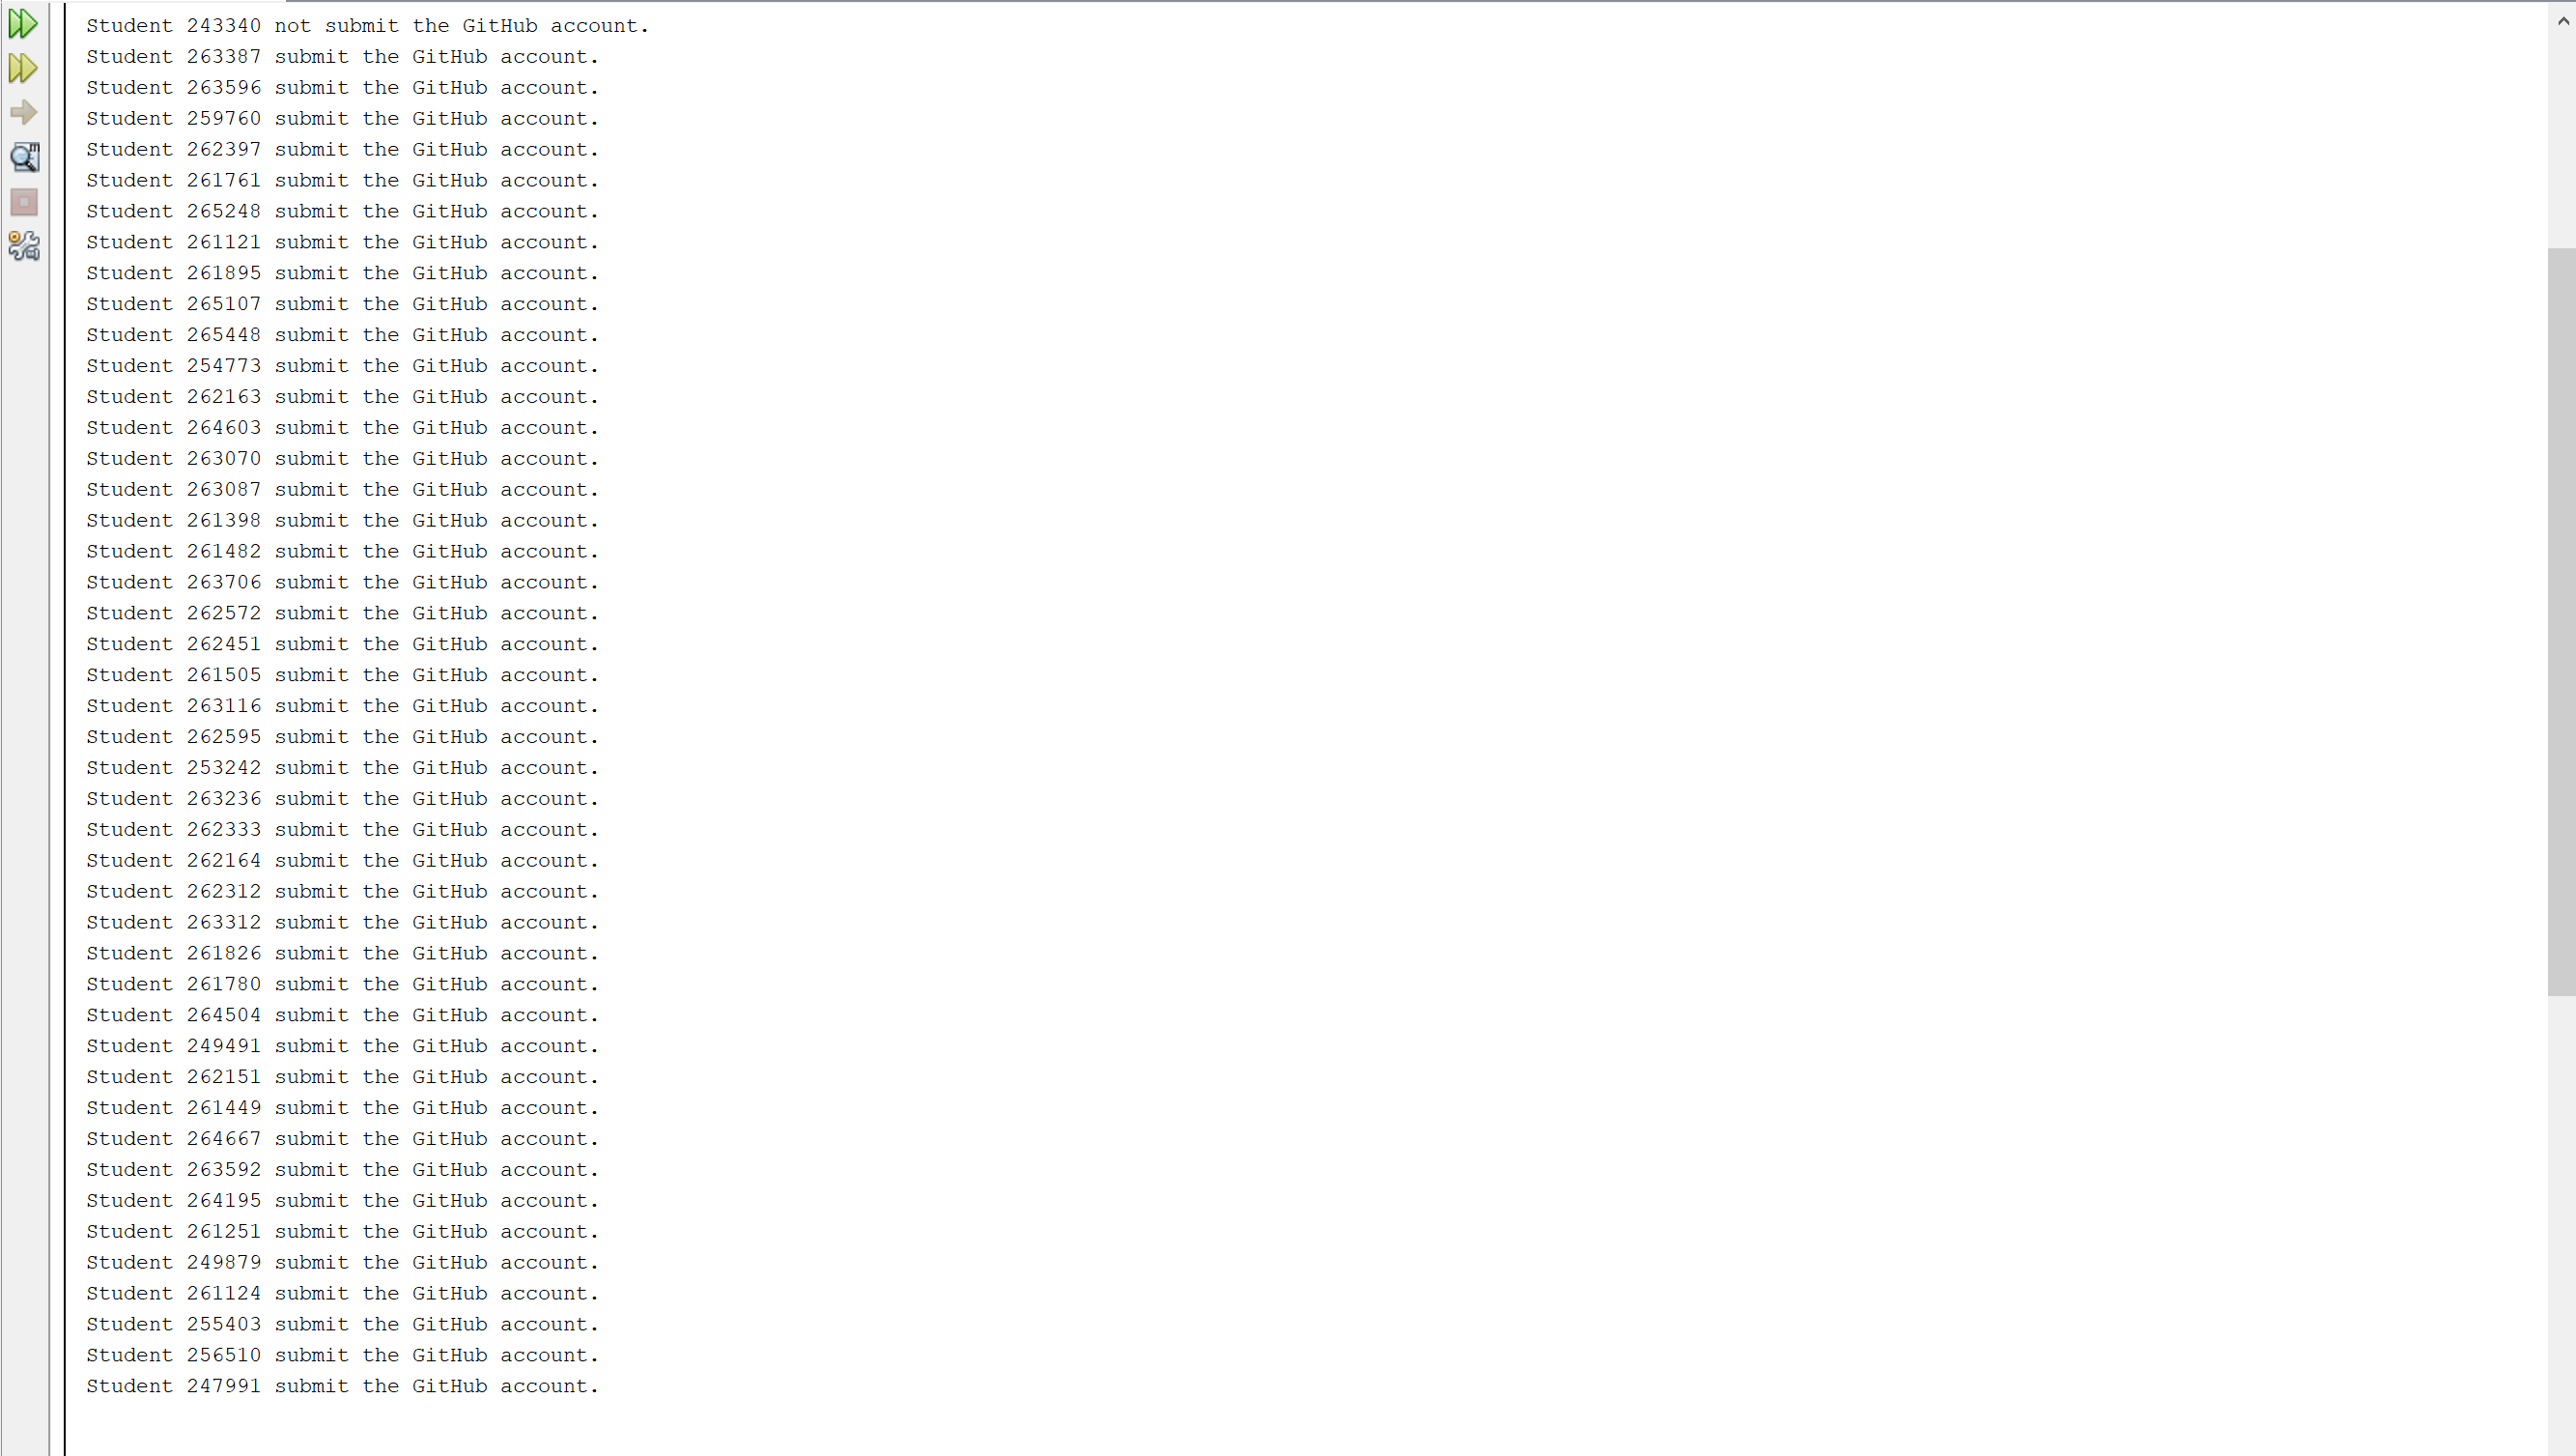 Student 243340 not submit the GitHub account.
Student 263387 submit the GitHub account.
Student 263596 submit the GitHub account.
Student 259760 submit the GitHub account.
Student 262397 submit the GitHub account.
Student 261761 submit the GitHub account.
Student 265248 submit the GitHub account.
Student 261121 submit the GitHub account.
Student 261895 submit the GitHub account.
Student 265107 submit the GitHub account.
Student 265448 submit the GitHub account.
Student 254773 submit the GitHub account.
Student 262163 submit the GitHub account.
Student 264603 submit the GitHub account.
Student 263070 submit the GitHub account.
Student 263087 submit the GitHub account.
Student 261398 submit the GitHub account.
Student 261482 submit the GitHub account.
Student 263706 submit the GitHub account.
Student 262572 submit the GitHub account.
Student 262451 submit the GitHub account.
Student 261505 submit the GitHub account.
Student 263116 submit the GitHub account.
Student 262595 submit the GitHub account.
Student 253242 submit the GitHub account.
Student 263236 submit the GitHub account.
Student 262333 submit the GitHub account.
Student 262164 submit the GitHub account.
Student 262312 submit the GitHub account.
Student 263312 submit the GitHub account.
Student 261826 submit the GitHub account.
Student 261780 submit the GitHub account.
Student 264504 submit the GitHub account.
Student 249491 submit the GitHub account.
Student 262151 submit the GitHub account.
Student 261449 submit the GitHub account.
Student 264667 submit the GitHub account.
Student 263592 submit the GitHub account.
Student 264195 submit the GitHub account.
Student 261251 submit the GitHub account.
Student 249879 submit the GitHub account.
Student 261124 submit the GitHub account.
Student 255403 submit the GitHub account.
Student 256510 submit the GitHub account.
Student 247991 submit the GitHub account.